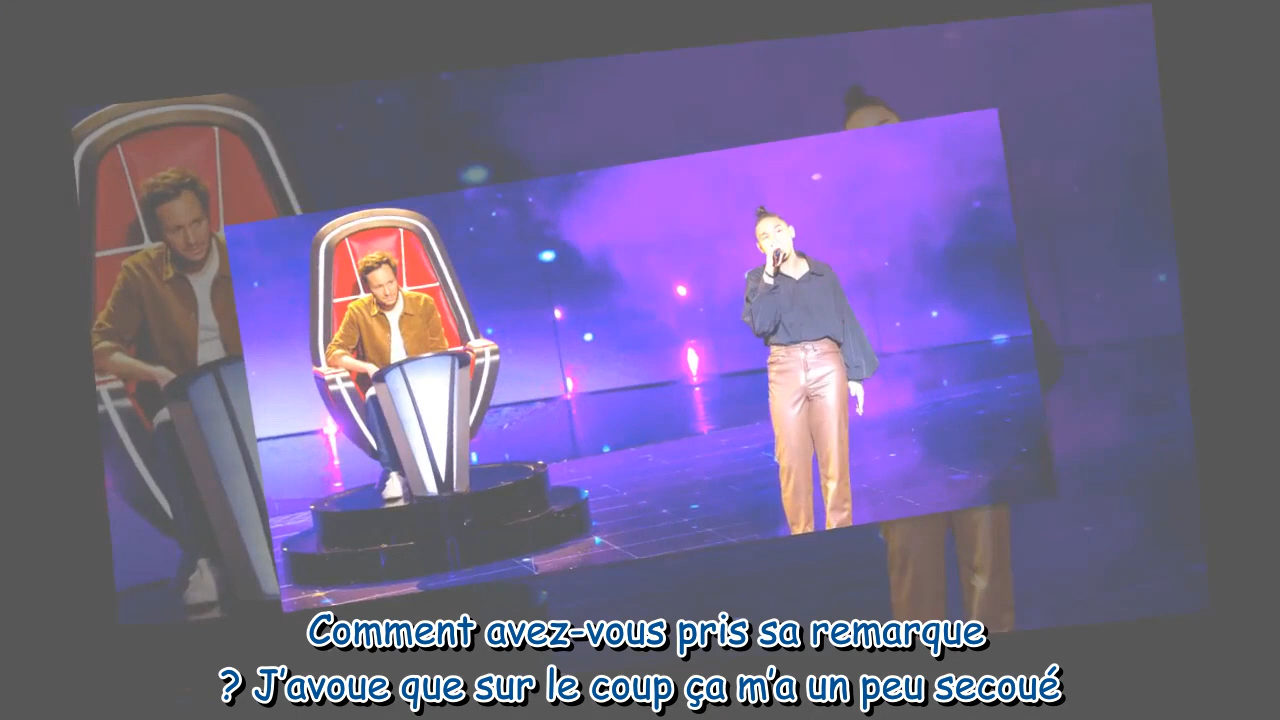 Comment avez-vous pris sa remarque
? J'avoue que sur le coup ça m'a un peu secoué